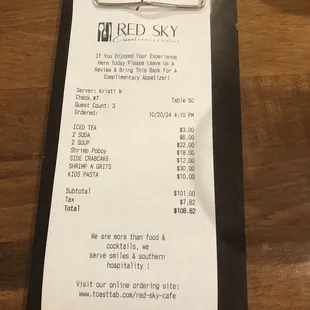 RED SKY
Casual
If You Enjoyed Your Experience
Here Today Please Leave Us A
Review & Bring This Back For A
Complimentary Appetizer!
Server: Kristi W
Check #7 Table 50
Guest Count: 3
Ordered: 10/20/24 4:10 PM
ICED TEA $3.00
2 SODA $6.00
2 SOUP $22.00
Shrimp Poboy $18.00
SIDE CRABCAKE $12.00
SHRIMP N GRITS $30.00
KIDS PASTA $10.00
Subtotal $101.00
Tax $7.82
Total $108.82
We are more than food &
cocktails, we
serve smiles & southern
hospitality !
Visit our online ordering site:
www.toasttab.com/red-sky-cafe